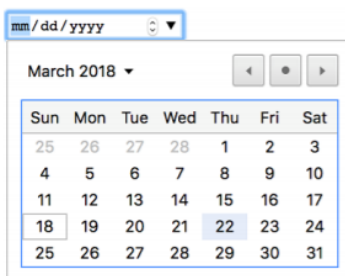 mm/dd/yyyy
March 2018
Sun Mon Tue Wed Thu Fri Sat
25 26 27 28 1 2 3
4 5 6 7 8 9 10
11 12 13 14 15 16 17
18 19 20 21 22 23 24
25 26 27 28 29 30 31